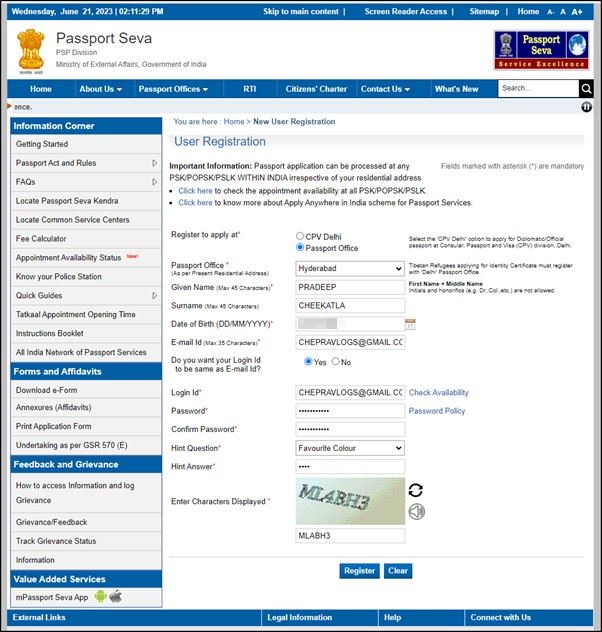 Wednesday, June 21, 2023 | 02:11:29 PM
Skip to main content | Screen Reader Access | Sitemap | Home A- A A+
Passport Seva
PSP Division
Ministry of External Affairs, Government of India
Passport
Seva
Service Excellence
Home About Us Passport Offices RTI Citizens' Charter Contact Us What's New Search...
ence.
Information Corner
Getting Started
Passport Act and Rules
FAQs
Locate Passport Seva Kendra
Locate Common Service Centers
Fee Calculator
Appointment Availability Status New!
Know your Police Station
Quick Guides
Tatkaal Appointment Opening Time
Instructions Booklet
All India Network of Passport Services
Forms and Affidavits
Download e-Form
Annexures (Affidavits)
Print Application Form
Undertaking as per GSR 570 (E)
Feedback and Grievance
How to access Information and log
Grievance
Grievance/Feedback
Track Grievance Status
Information
Value Added Services
mPassport Seva App
You are here : Home > New User Registration
User Registration
Important Information: Passport application can be processed at any
PSK/POPSK/PSLK WITHIN INDIA irrespective of your residential address.
Fields marked with asterisk (*) are mandatory
Click here to check the appointment availability at all PSK/POPSK/PSLK.
Click here to know more about Apply Anywhere in India scheme for Passport Services.
Register to apply at*
CPV Delhi
Passport Office
Select the 'CPV Delhi' option to apply for Diplomatic/Official
passport at Consular, Passport and Visa (CPV) division, Delhi.
Passport Office *
(As per Present Residential Address)
Hyderabad
Tibetan Refugees applying for Identity Certificate must register
with 'Delhi' Passport Office.
Given Name (Max 45 Characters)*
PRADEEP
First Name + Middle Name
Initials and honorifics (e.g. Dr.,Col.,etc.) are not allowed.
Surname (Max 45 Characters)
CHEEKATLA
Date of Birth (DD/MM/YYYY)*
E-mail Id (Max 35 Characters)*
CHEPRAVLOGS@GMAIL.CC
Do you want your Login Id
to be same as E-mail Id?
Yes No
Login Id*
CHEPRAVLOGS@GMAIL.CC
Check Availability
Password*
Password Policy
Confirm Password*
Hint Question*
Favourite Colour
Hint Answer*
Enter Characters Displayed *
MLABH3
MLABH3
Register Clear
External Links Legal Information Help Connect with Us